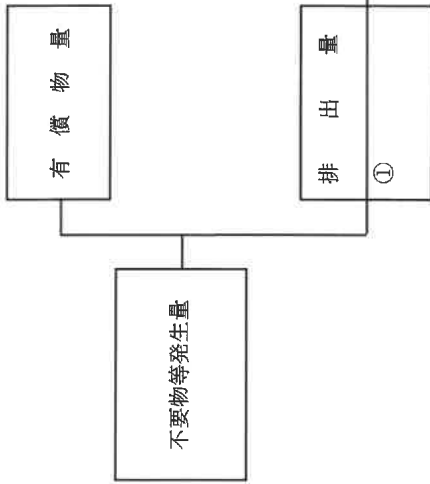 有償物量
排出量
①
不要物等発生量